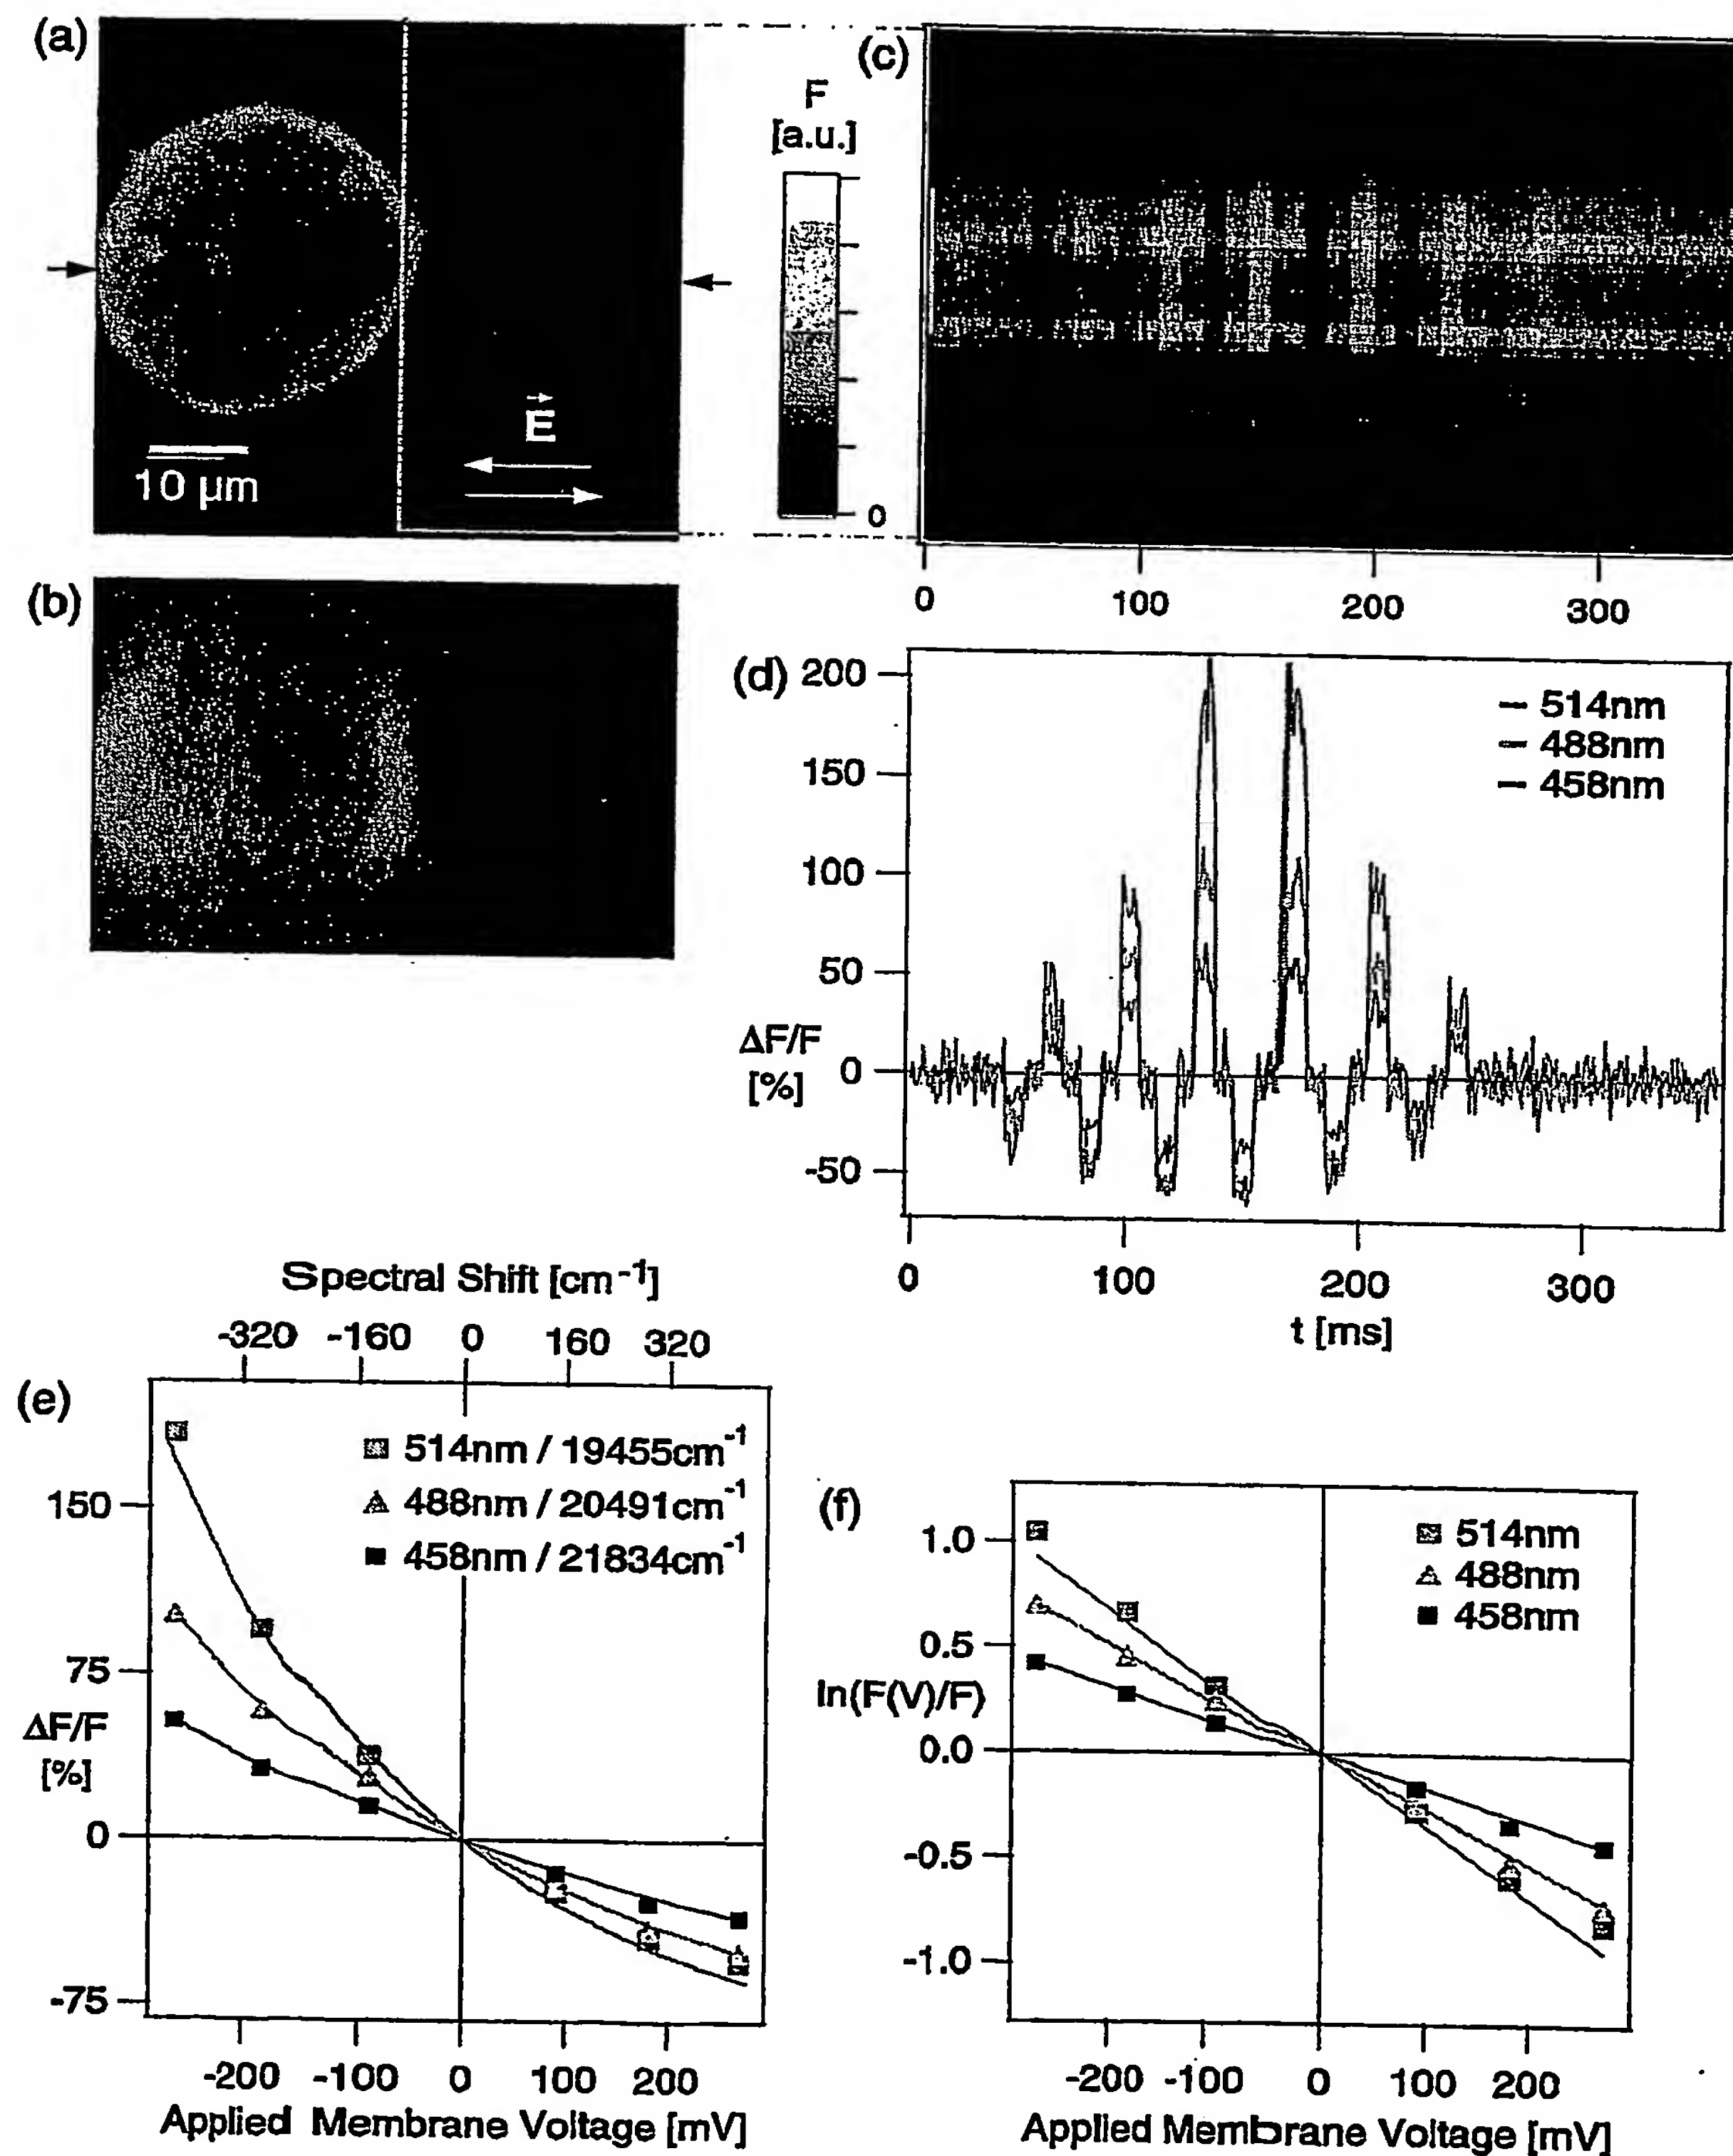 (a)
E
10 µm
F
[a.u.]
0
(c)
0 100 200 300
(b)
(d)
200
150
100
50
0
-50
ΔF/F
[%]
514nm
488nm
458nm
0 100 200 300
t [ms]
(e)
Spectral Shift [cm⁻¹]
-320 -160 0 160 320
514nm / 19455cm⁻¹
488nm / 20491cm⁻¹
458nm / 21834cm⁻¹
150
75
ΔF/F
[%]
0
-75
-200 -100 0 100 200
Applied Membrane Voltage [mV]
(f)
514nm
488nm
458nm
1.0
0.5
ln(F(V)/F)
0.0
-0.5
-1.0
-200 -100 0 100 200
Applied Membrane Voltage [mV]